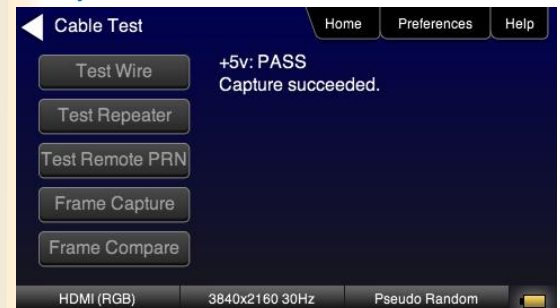 Cable Test
Home
Preferences
Help
Test Wire
Test Repeater
Test Remote PRN
Frame Capture
Frame Compare
+5v: PASS
Capture succeeded.
HDMI (RGB)
3840x2160 30Hz
Pseudo Random